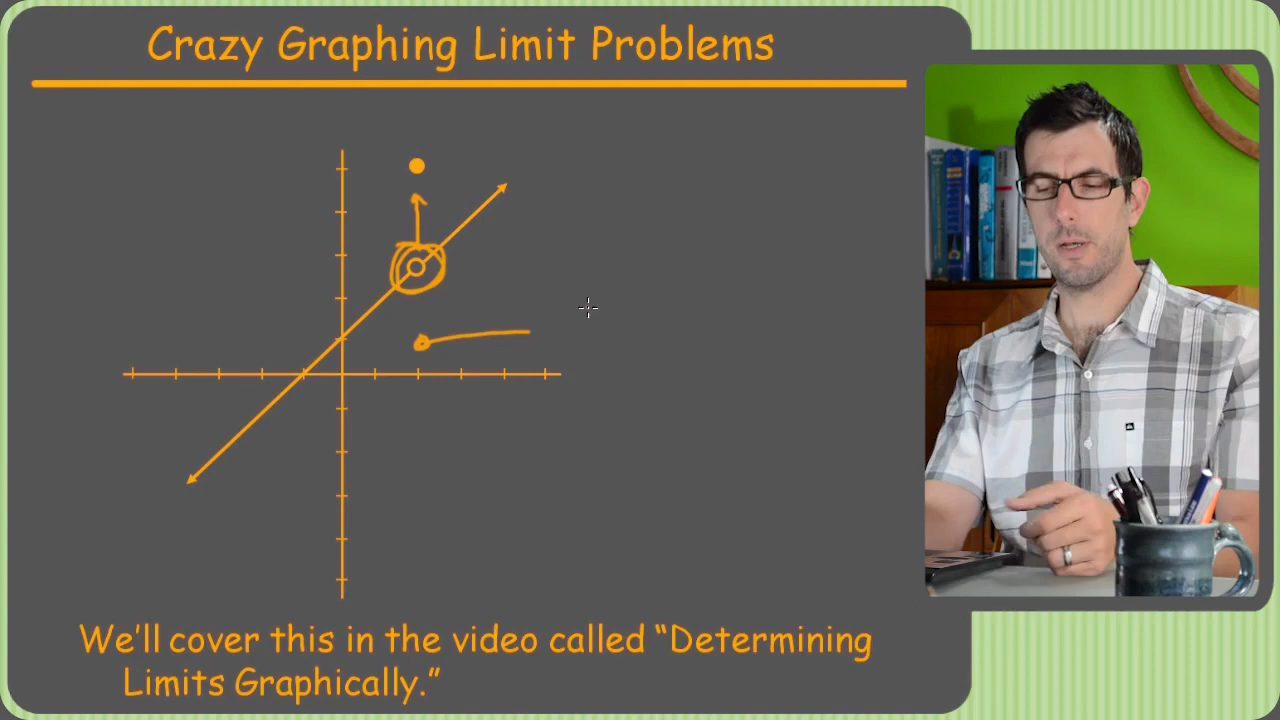 Crazy Graphing Limit Problems
We'll cover this in the video called “Determining
Limits Graphically.”